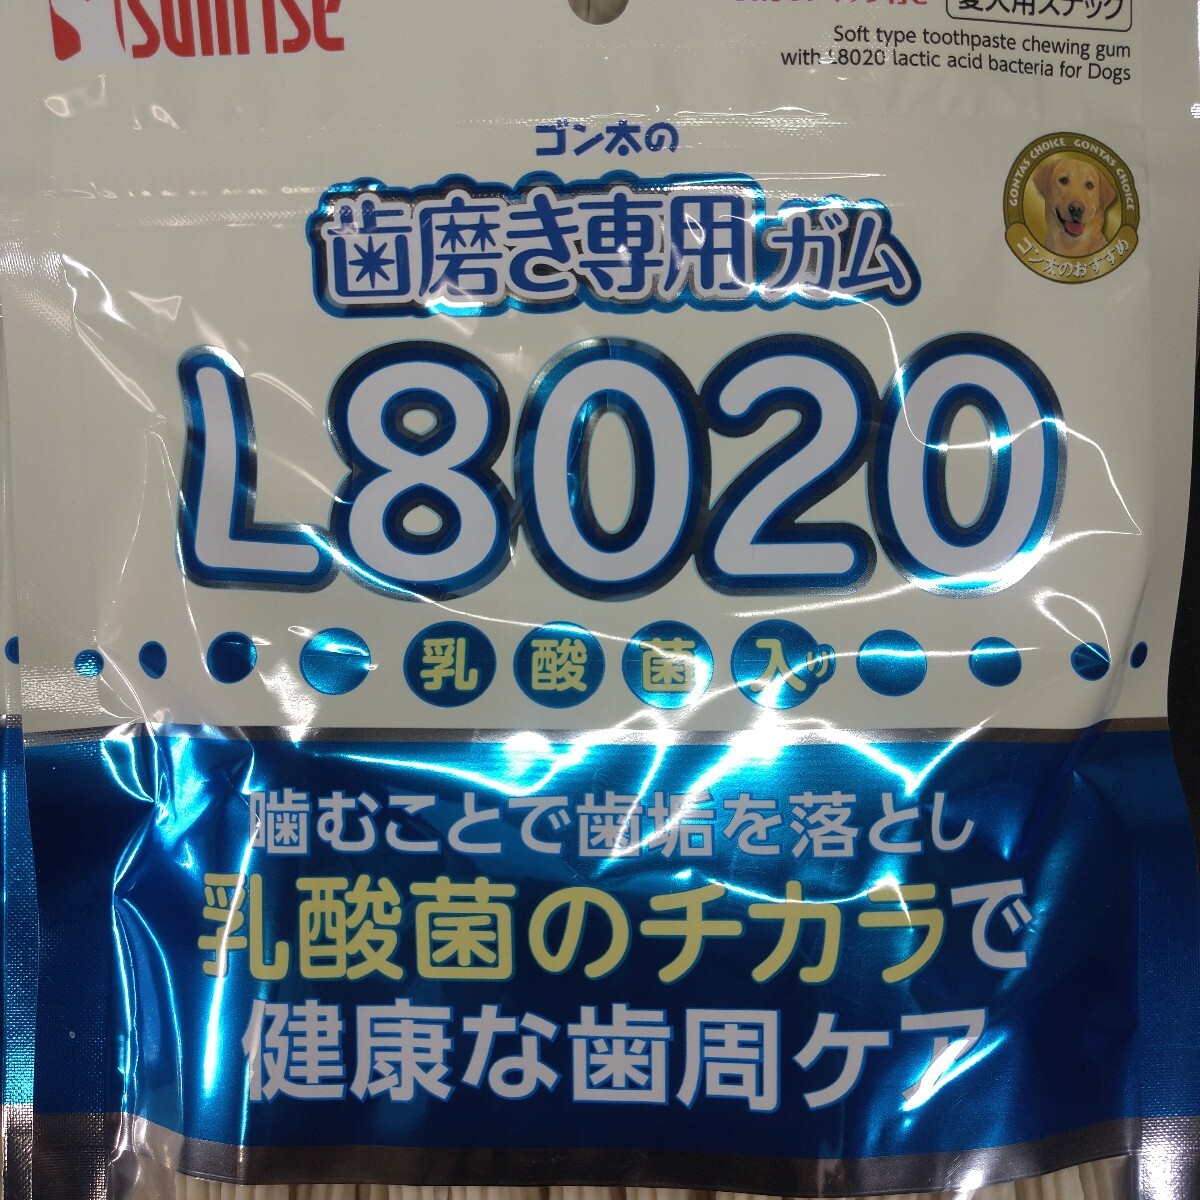 sunrise
愛犬用スナック
Soft type toothpaste chewing gum
with L8020 lactic acid bacteria for Dogs
ゴン太の
歯磨き専用ガム
GONTA'S CHOICE GONTA'S CHOICE
ゴン太のおすすめ
L8020
乳酸菌入り
噛むことで歯垢を落とし
乳酸菌のチカラで
健康な歯周ケア